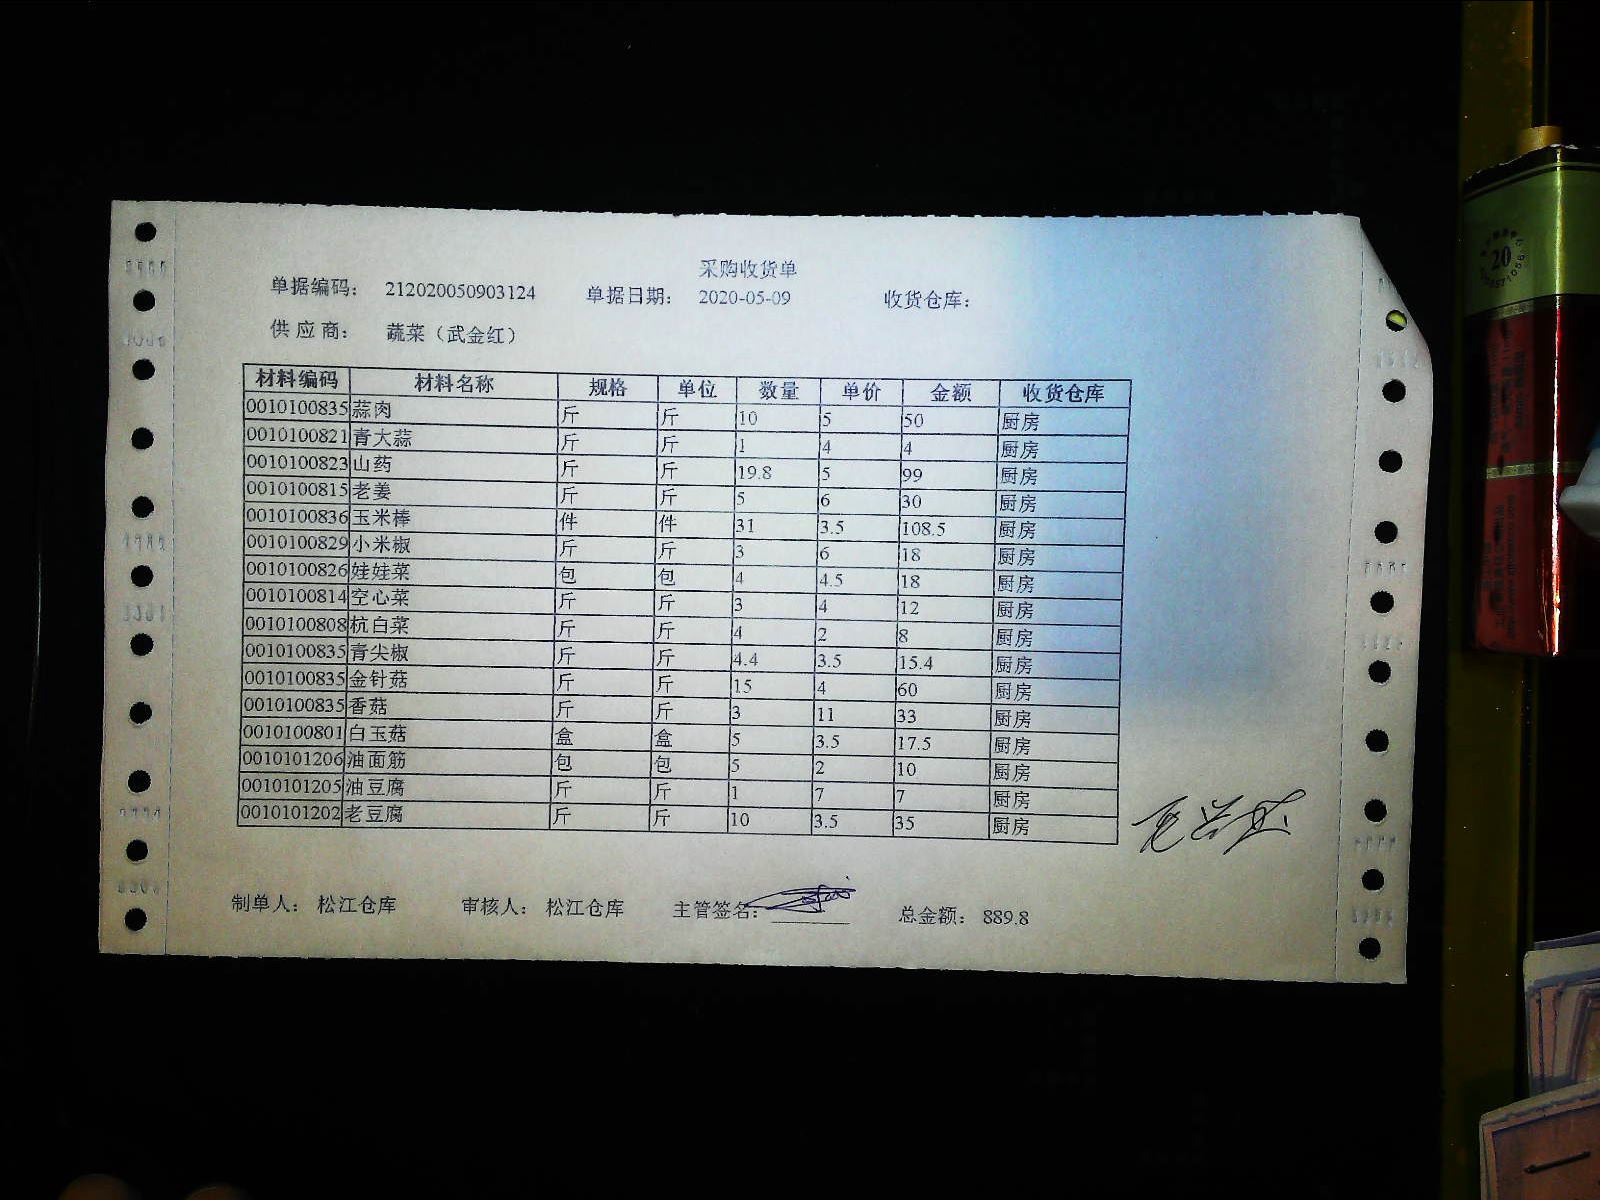 采购收货单
单据编码： 212020050903124 单据日期： 2020-05-09 收货仓库：
供 应 商： 蔬菜（武金红）
材料编码 材料名称 规格 单位 数量 单价 金额 收货仓库
0010100835 蒜肉 斤 斤 10 5 50 厨房
0010100821 青大蒜 斤 斤 1 4 4 厨房
0010100823 山药 斤 斤 19.8 5 99 厨房
0010100815 老姜 斤 斤 5 6 30 厨房
0010100836 玉米棒 件 件 31 3.5 108.5 厨房
0010100829 小米椒 斤 斤 3 6 18 厨房
0010100826 娃娃菜 包 包 4 4.5 18 厨房
0010100814 空心菜 斤 斤 3 4 12 厨房
0010100808 杭白菜 斤 斤 4 2 8 厨房
0010100835 青尖椒 斤 斤 4.4 3.5 15.4 厨房
0010100835 金针菇 斤 斤 15 4 60 厨房
0010100835 香菇 斤 斤 3 11 33 厨房
0010100801 白玉菇 盒 盒 5 3.5 17.5 厨房
0010101206 油面筋 包 包 5 2 10 厨房
0010101205 油豆腐 斤 斤 1 7 7 厨房
0010101202 老豆腐 斤 斤 10 3.5 35 厨房
制单人： 松江仓库 审核人： 松江仓库 主管签名： 总金额： 889.8
20